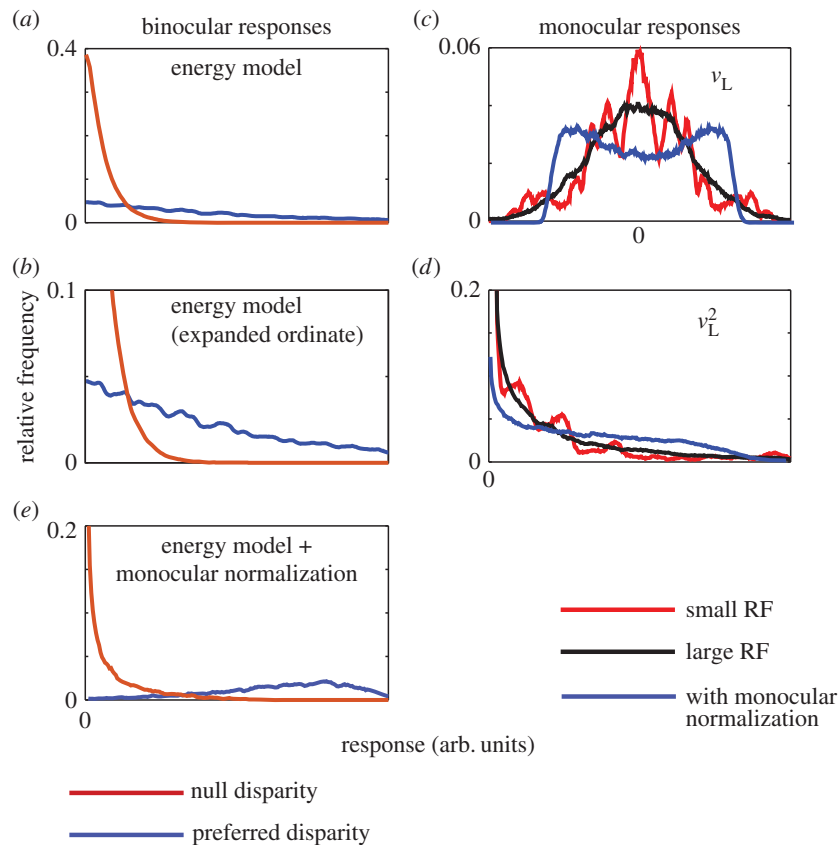 (a)
binocular responses
0.4
energy model
0
(b)
0.1
energy model
(expanded ordinate)
relative frequency
0
(e)
0.2
energy model +
monocular normalization
0
0
response (arb. units)
null disparity
preferred disparity
(c)
monocular responses
0.06
vL
0
0
(d)
0.2
v2L
0
0
small RF
large RF
with monocular
normalization